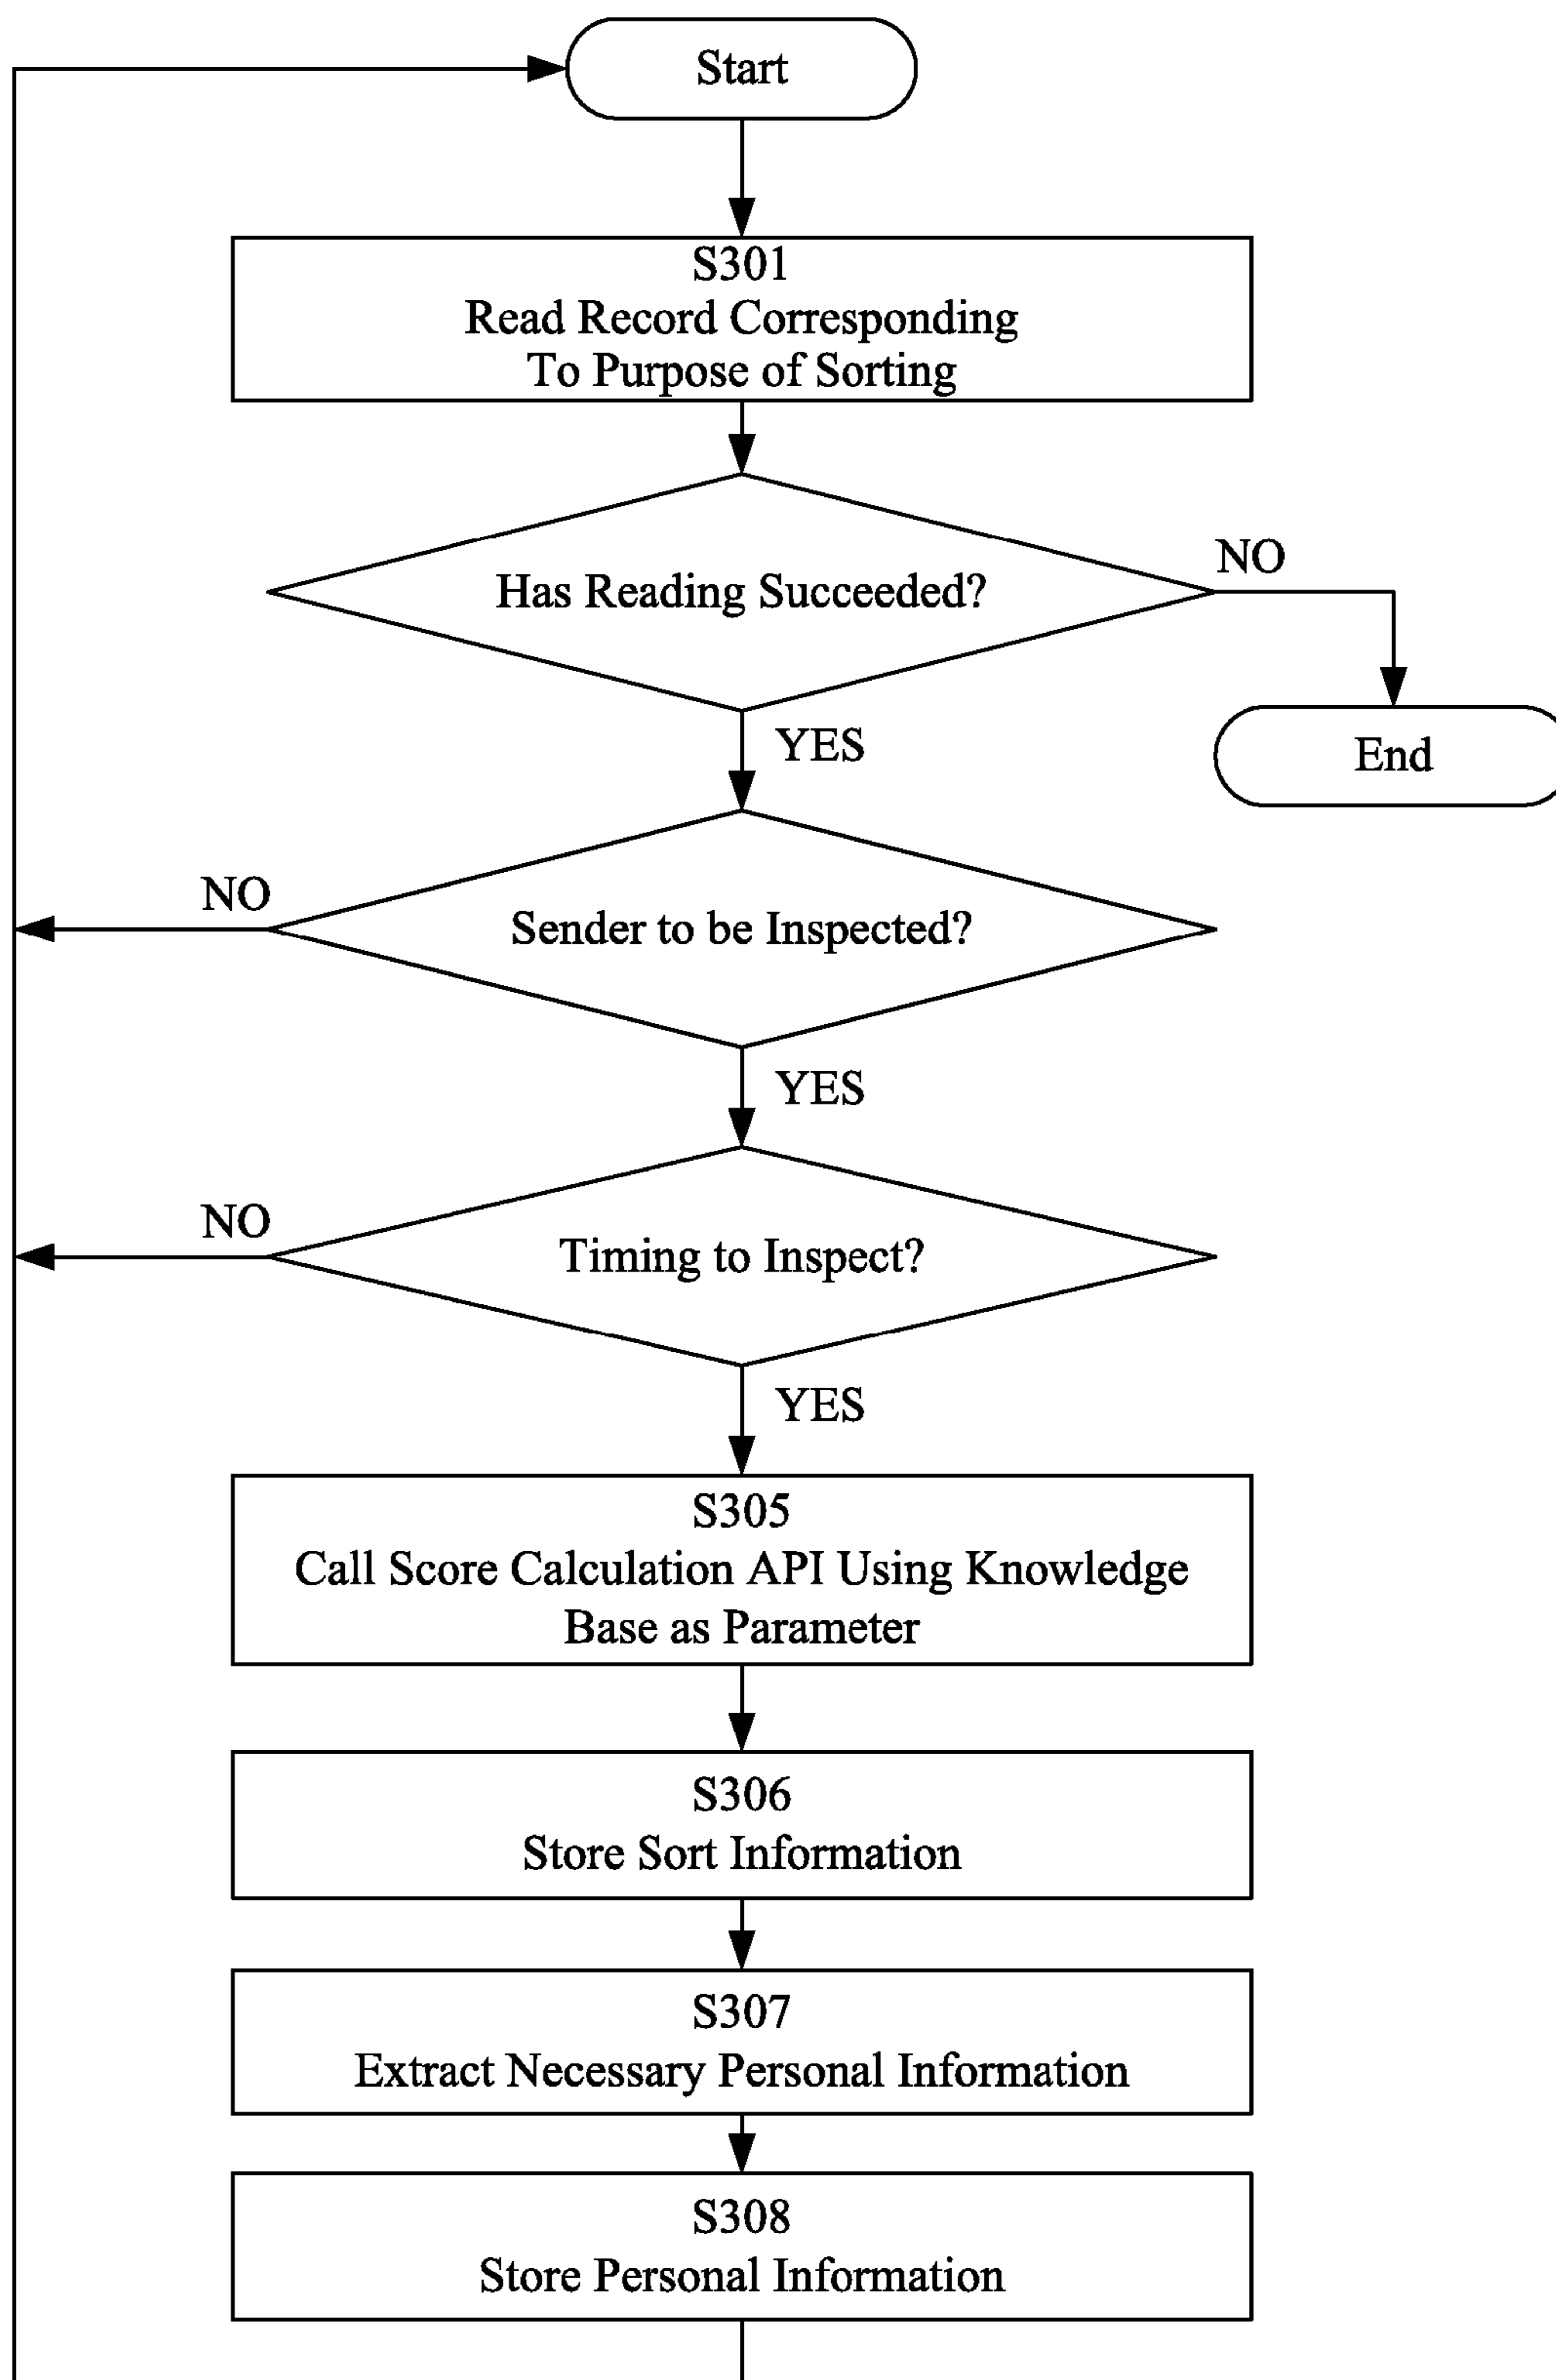 Start
S301
Read Record Corresponding
To Purpose of Sorting
Has Reading Succeeded?
NO
YES
End
NO
Sender to be Inspected?
YES
NO
Timing to Inspect?
YES
S305
Call Score Calculation API Using Knowledge
Base as Parameter
S306
Store Sort Information
S307
Extract Necessary Personal Information
S308
Store Personal Information